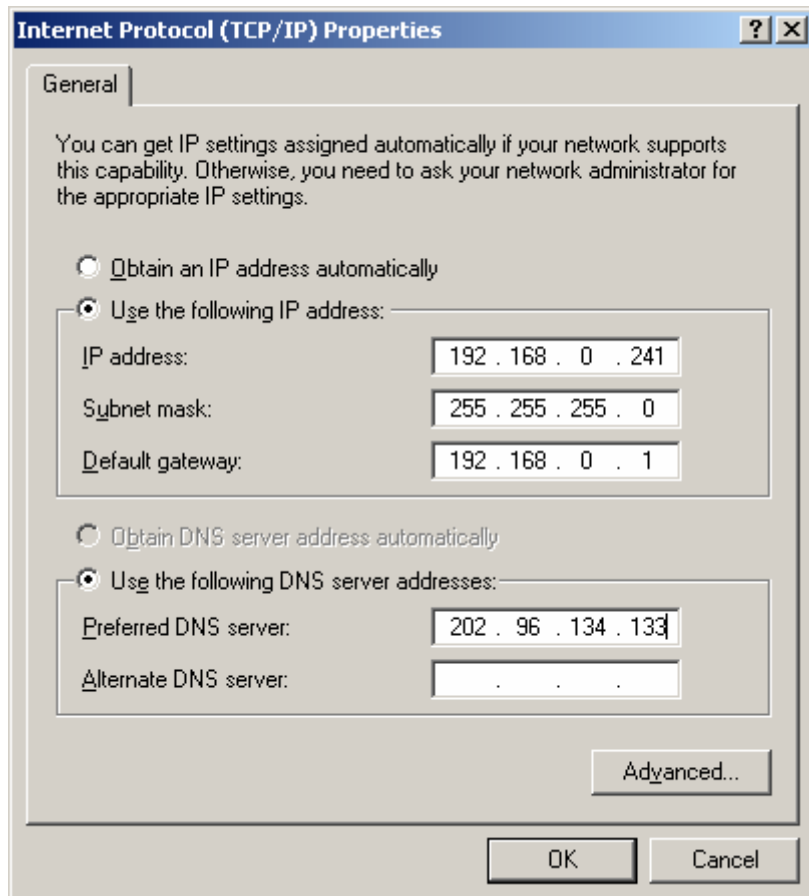 Internet Protocol (TCP/IP) Properties
General
You can get IP settings assigned automatically if your network supports
this capability. Otherwise, you need to ask your network administrator for
the appropriate IP settings.
Obtain an IP address automatically
Use the following IP address:
IP address: 192 . 168 . 0 . 241
Subnet mask: 255 . 255 . 255 . 0
Default gateway: 192 . 168 . 0 . 1
Obtain DNS server address automatically
Use the following DNS server addresses:
Preferred DNS server: 202 . 96 . 134 . 133
Alternate DNS server: . . .
Advanced...
OK Cancel